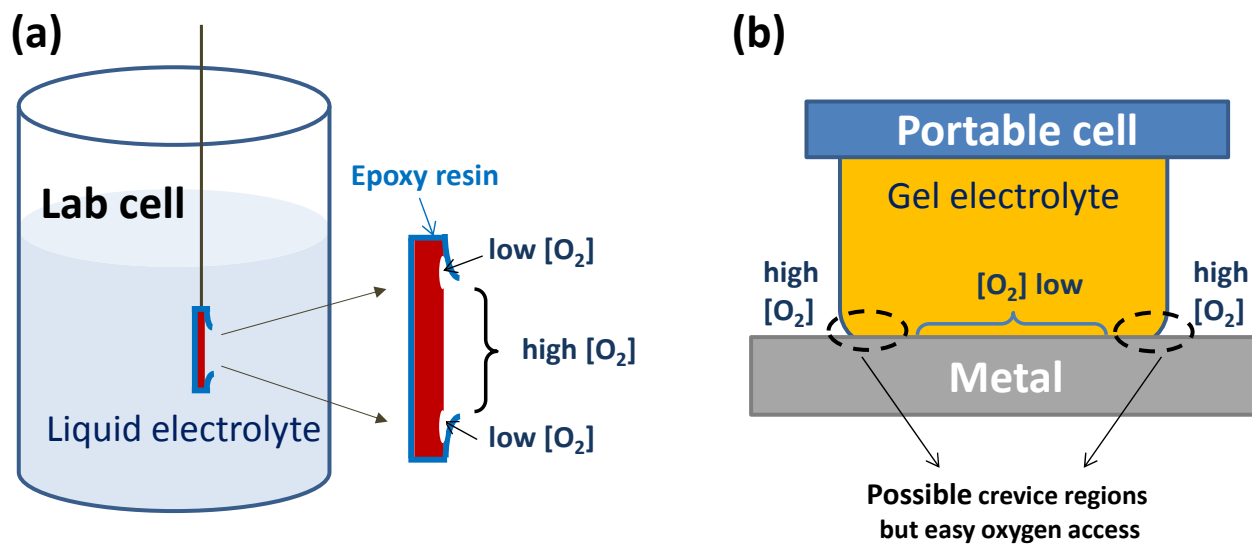 (a)
Lab cell
Liquid electrolyte
Epoxy resin
low [O₂]
high [O₂]
low [O₂]
(b)
Portable cell
Gel electrolyte
high
[O₂]
[O₂] low
high
[O₂]
Metal
Possible crevice regions
but easy oxygen access